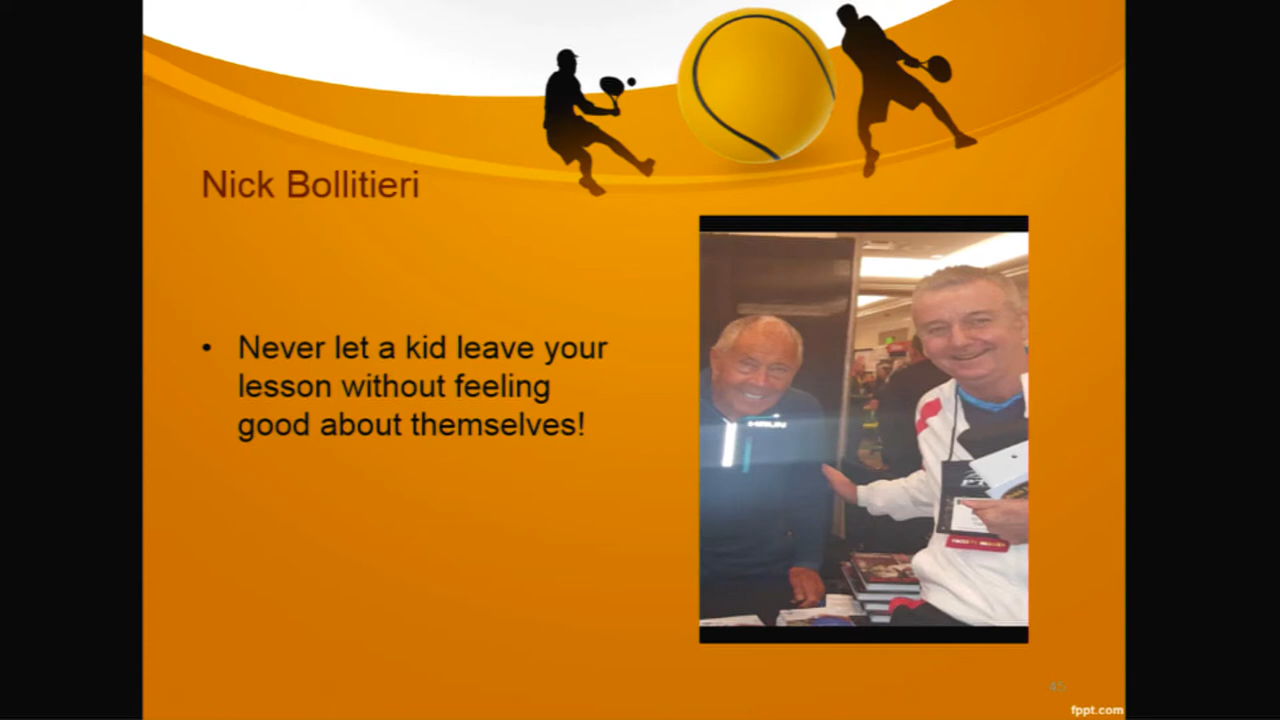 Nick Bollitieri
• Never let a kid leave your
lesson without feeling
good about themselves!
45
fppt.com